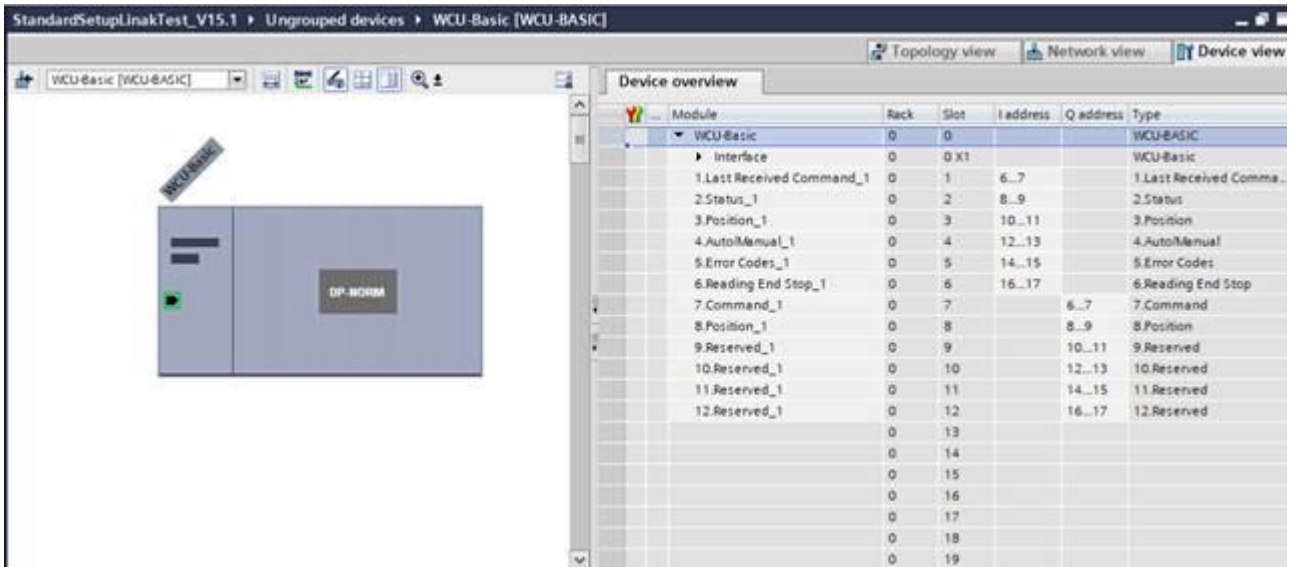 StandardSetupLinakTest_V15.1 ▸ Ungrouped devices ▸ WCU-Basic [WCU-BASIC]
Topology view Network view Device view
WCU-Basic [WCU-BASIC]
WCU-Basic
DP-NORM
Device overview
... Module Rack Slot I address Q address Type
WCU-Basic 0 0 WCU-BASIC
Interface 0 0 X1 WCU-Basic
1.Last Received Command_1 0 1 6...7 1.Last Received Comma...
2.Status_1 0 2 8...9 2.Status
3.Position_1 0 3 10...11 3.Position
4.Auto/Manual_1 0 4 12...13 4.Auto/Manual
5.Error Codes_1 0 5 14...15 5.Error Codes
6.Reading End Stop_1 0 6 16...17 6.Reading End Stop
7.Command_1 0 7 6...7 7.Command
8.Position_1 0 8 8...9 8.Position
9.Reserved_1 0 9 10...11 9.Reserved
10.Reserved_1 0 10 12...13 10.Reserved
11.Reserved_1 0 11 14...15 11.Reserved
12.Reserved_1 0 12 16...17 12.Reserved
0 13
0 14
0 15
0 16
0 17
0 18
0 19